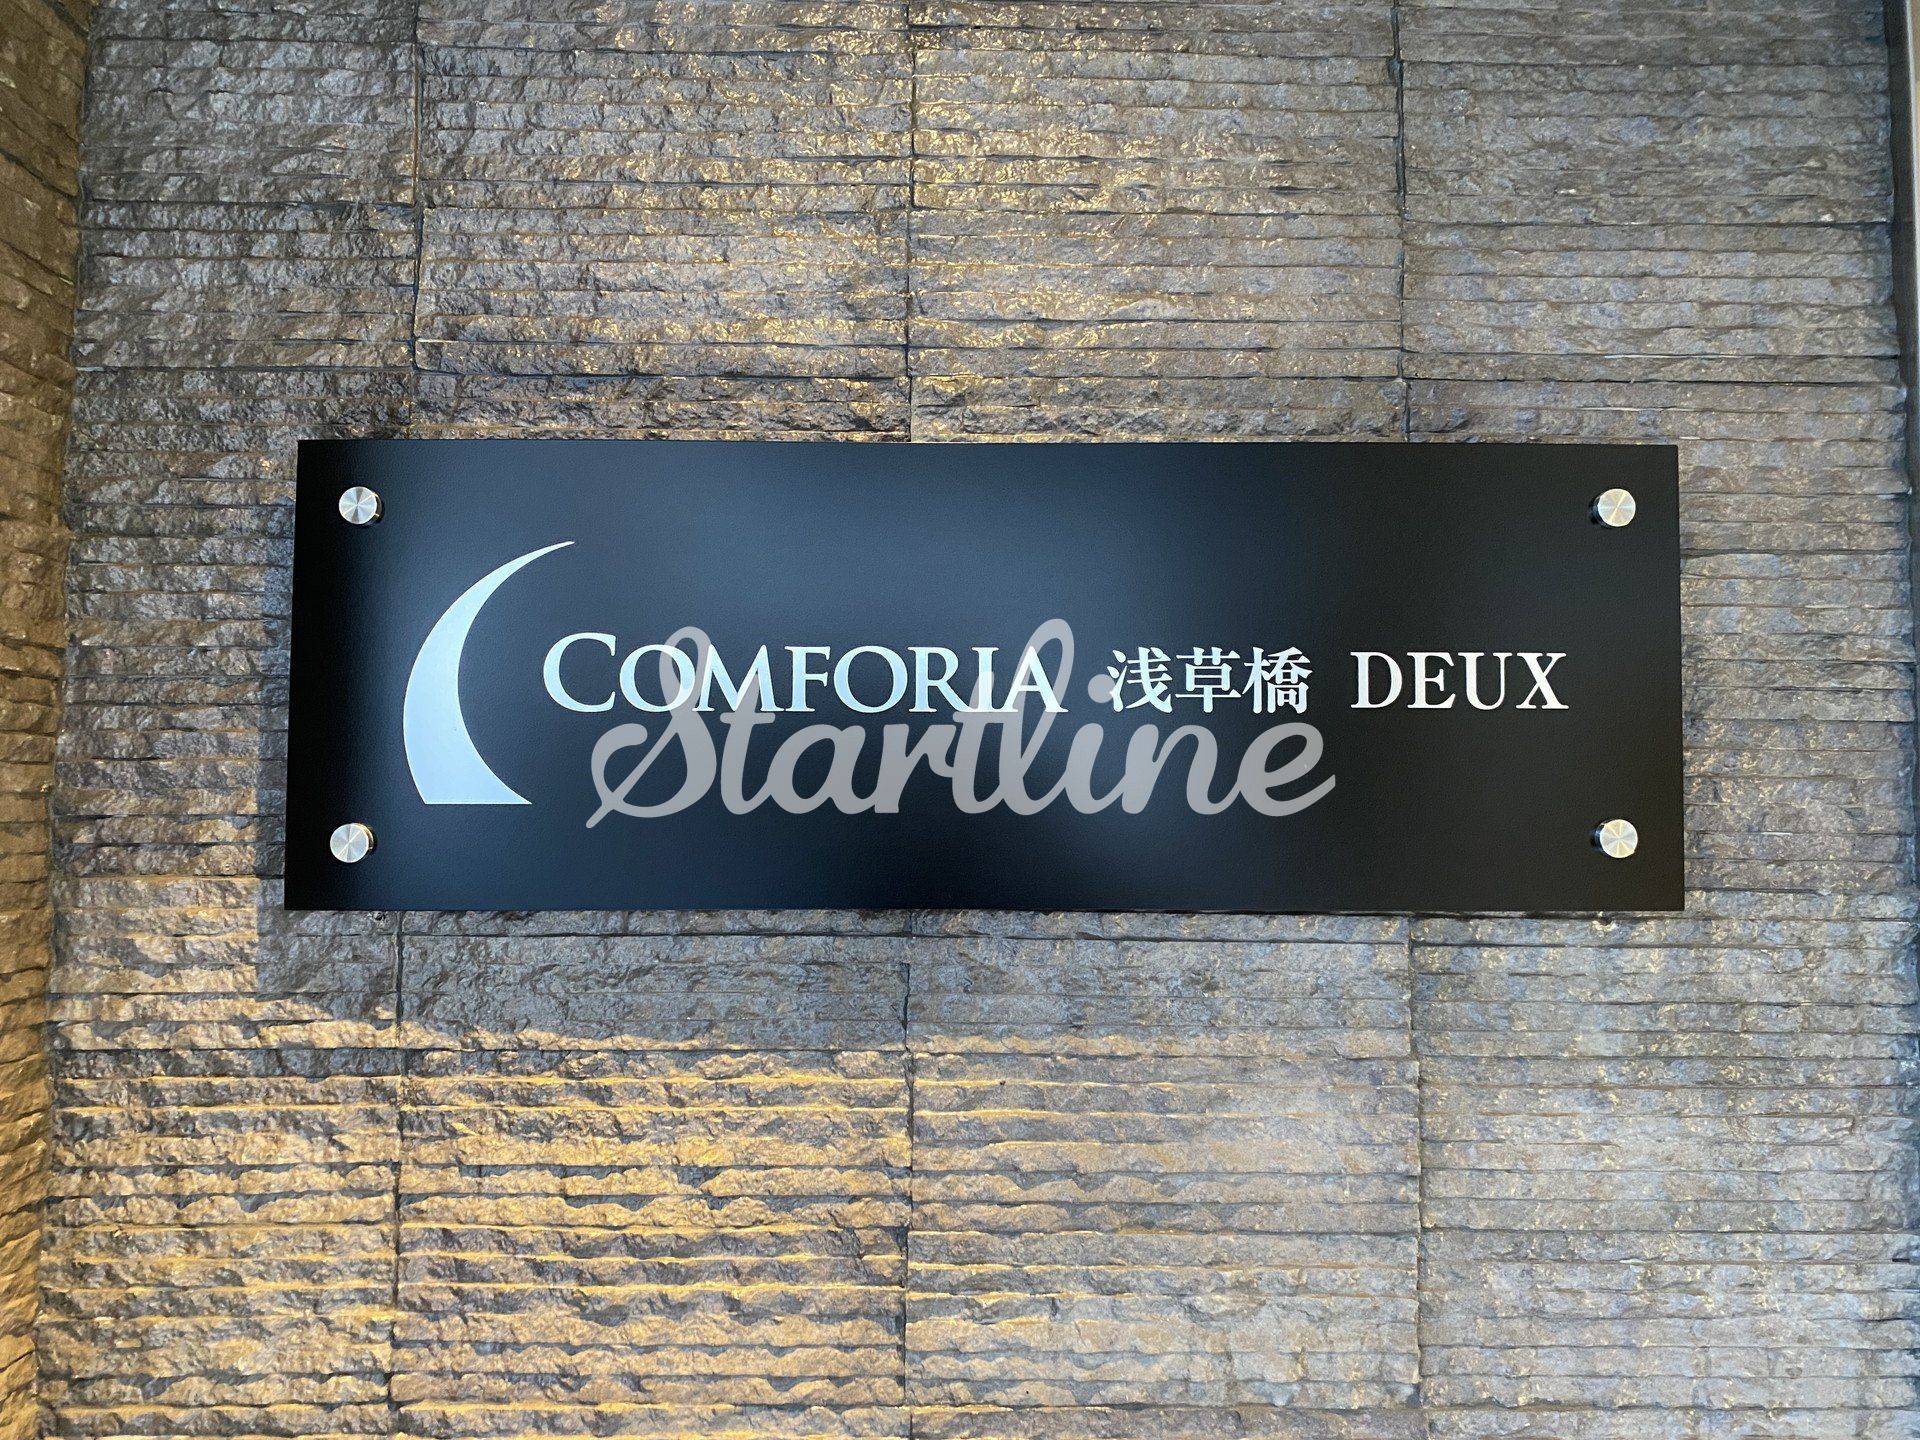 COMFORIA 浅草橋 DEUX
Startline